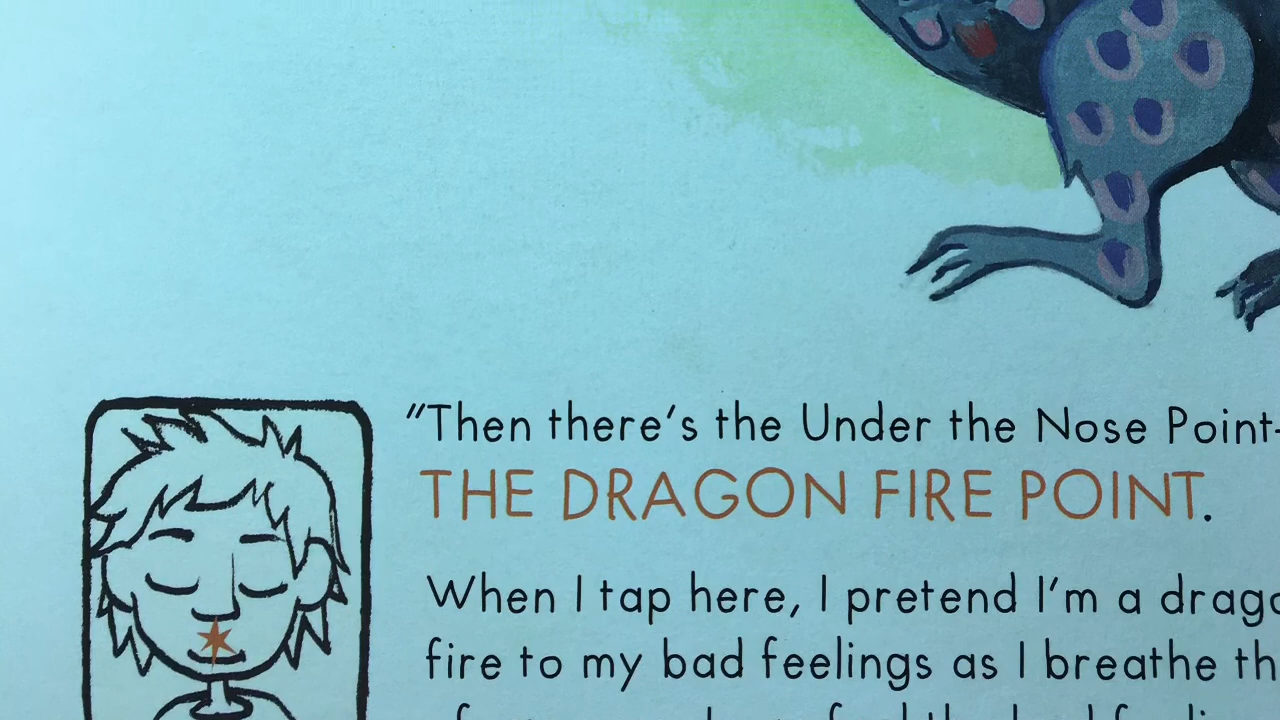 "Then there's the Under the Nose Point-
THE DRAGON FIRE POINT.
When I tap here, I pretend I'm a
fire to my bad feelings as I breathe